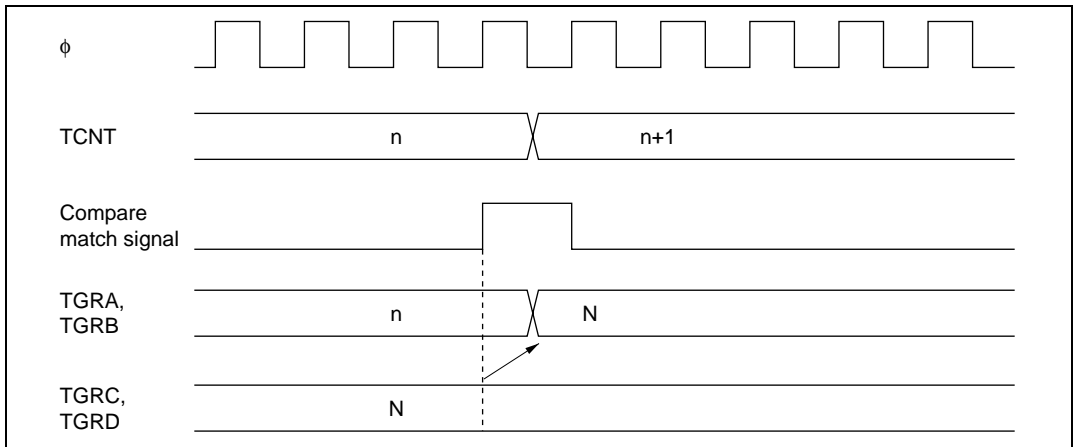 ϕ
TCNT
n
n+1
Compare
match signal
TGRA,
TGRB
n
N
TGRC,
TGRD
N